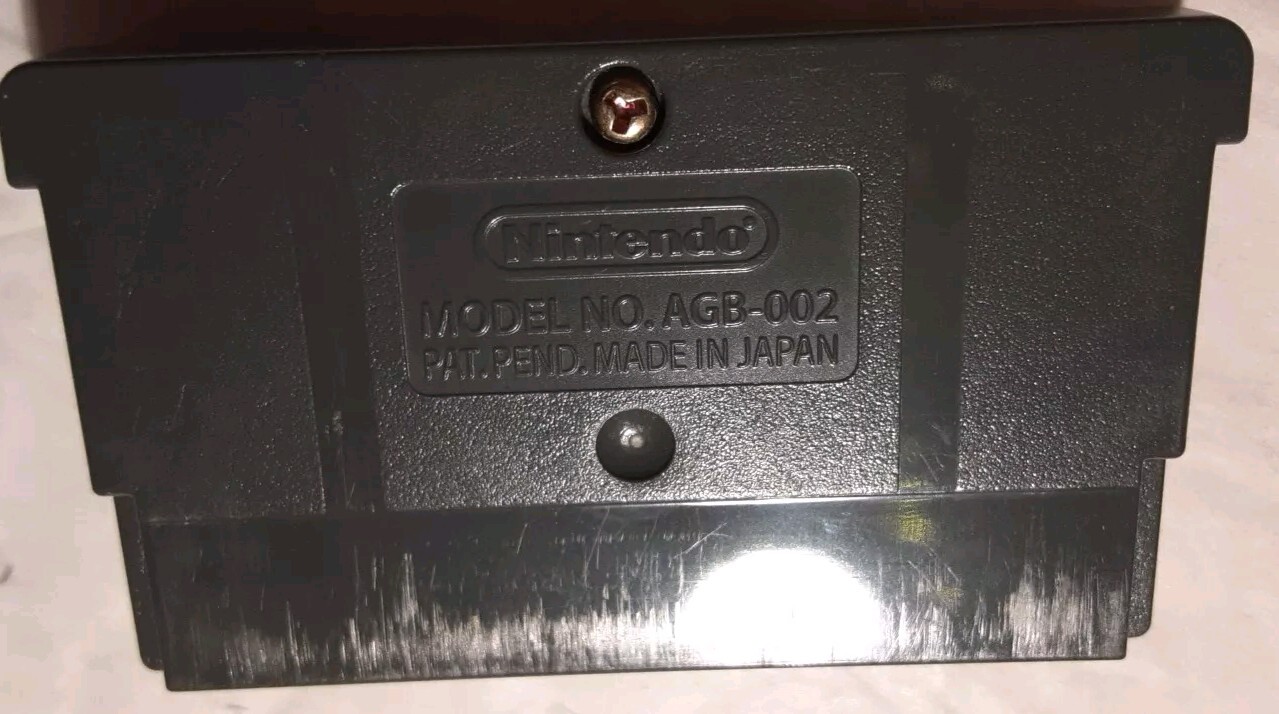 Nintendo®
MODEL NO. AGB-002
PAT. PEND. MADE IN JAPAN